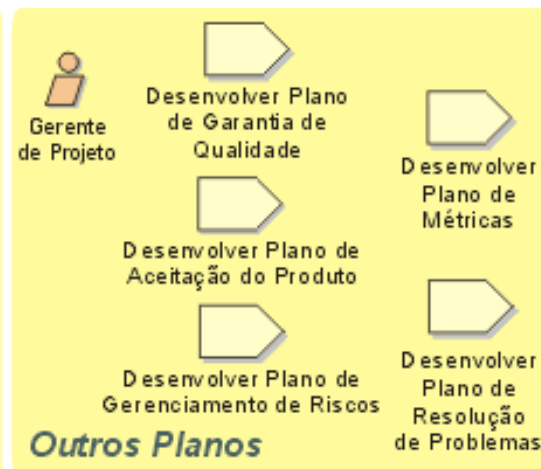 Gerente
de Projeto
Desenvolver Plano
de Garantia de
Qualidade
Desenvolver
Plano de
Métricas
Desenvolver Plano de
Aceitação do Produto
Desenvolver Plano de
Gerenciamento de Riscos
Desenvolver
Plano de
Resolução
de Problemas
Outros Planos